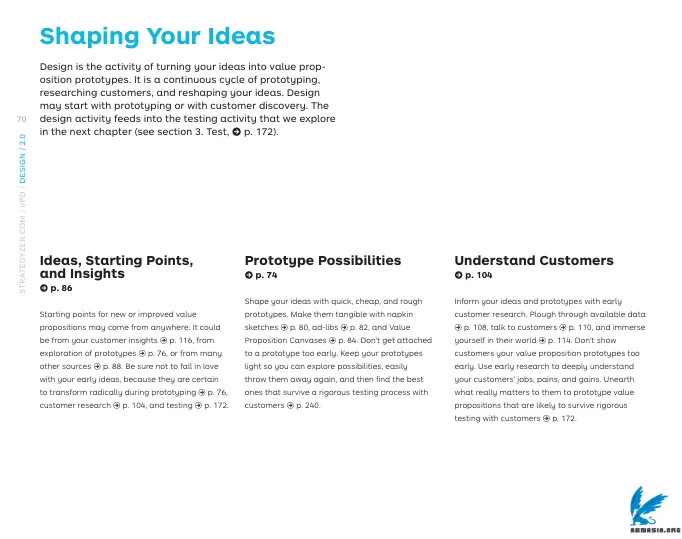 Shaping Your Ideas
Design is the activity of turning your ideas into value prop-
osition prototypes. It is a continuous cycle of prototyping,
researching customers, and reshaping your ideas. Design
may start with prototyping or with customer discovery. The
design activity feeds into the testing activity that we explore
in the next chapter (see section 3. Test, ➔ p. 172).
70
STRATEGYZER.COM / VPD / DESIGN / 2.0
Ideas, Starting Points,
and Insights
➔ p. 86
Starting points for new or improved value
propositions may come from anywhere. It could
be from your customer insights ➔ p. 116, from
exploration of prototypes ➔ p. 76, or from many
other sources ➔ p. 88. Be sure not to fall in love
with your early ideas, because they are certain
to transform radically during prototyping ➔ p. 76,
customer research ➔ p. 104, and testing ➔ p. 172.
Prototype Possibilities
➔ p. 74
Shape your ideas with quick, cheap, and rough
prototypes. Make them tangible with napkin
sketches ➔ p. 80, ad-libs ➔ p. 82, and Value
Proposition Canvases ➔ p. 84. Don't get attached
to a prototype too early. Keep your prototypes
light so you can explore possibilities, easily
throw them away again, and then find the best
ones that survive a rigorous testing process with
customers ➔ p. 240.
Understand Customers
➔ p. 104
Inform your ideas and prototypes with early
customer research. Plough through available data
➔ p. 108, talk to customers ➔ p. 110, and immerse
yourself in their world ➔ p. 114. Don't show
customers your value proposition prototypes too
early. Use early research to deeply understand
your customers' jobs, pains, and gains. Unearth
what really matters to them to prototype value
propositions that are likely to survive rigorous
testing with customers ➔ p. 172.
ABNASIA.ORG